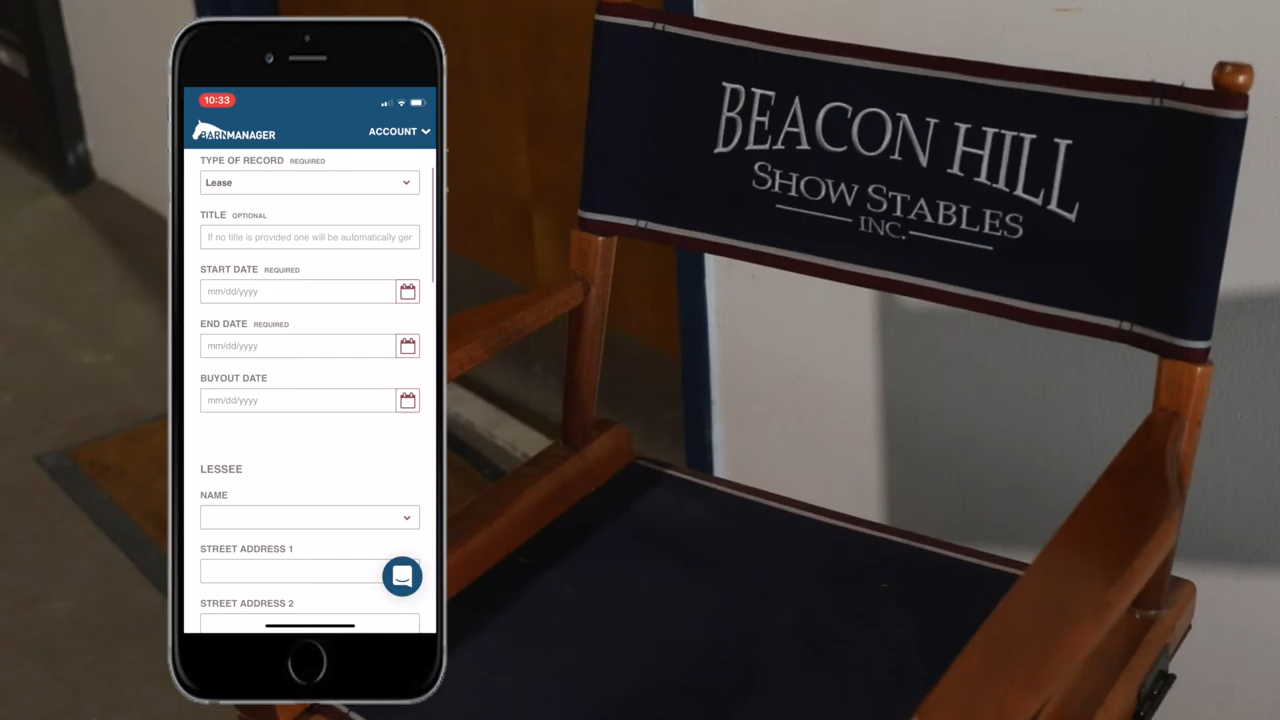 10:33
BARNMANAGER
ACCOUNT
TYPE OF RECORD REQUIRED
Lease
TITLE OPTIONAL
If no title is provided one will be automatically ger
START DATE REQUIRED
mm/dd/yyyy
END DATE REQUIRED
mm/dd/yyyy
BUYOUT DATE
mm/dd/yyyy
LESSEE
NAME
STREET ADDRESS 1
STREET ADDRESS 2
BEACON HILL
SHOW STABLES
INC.